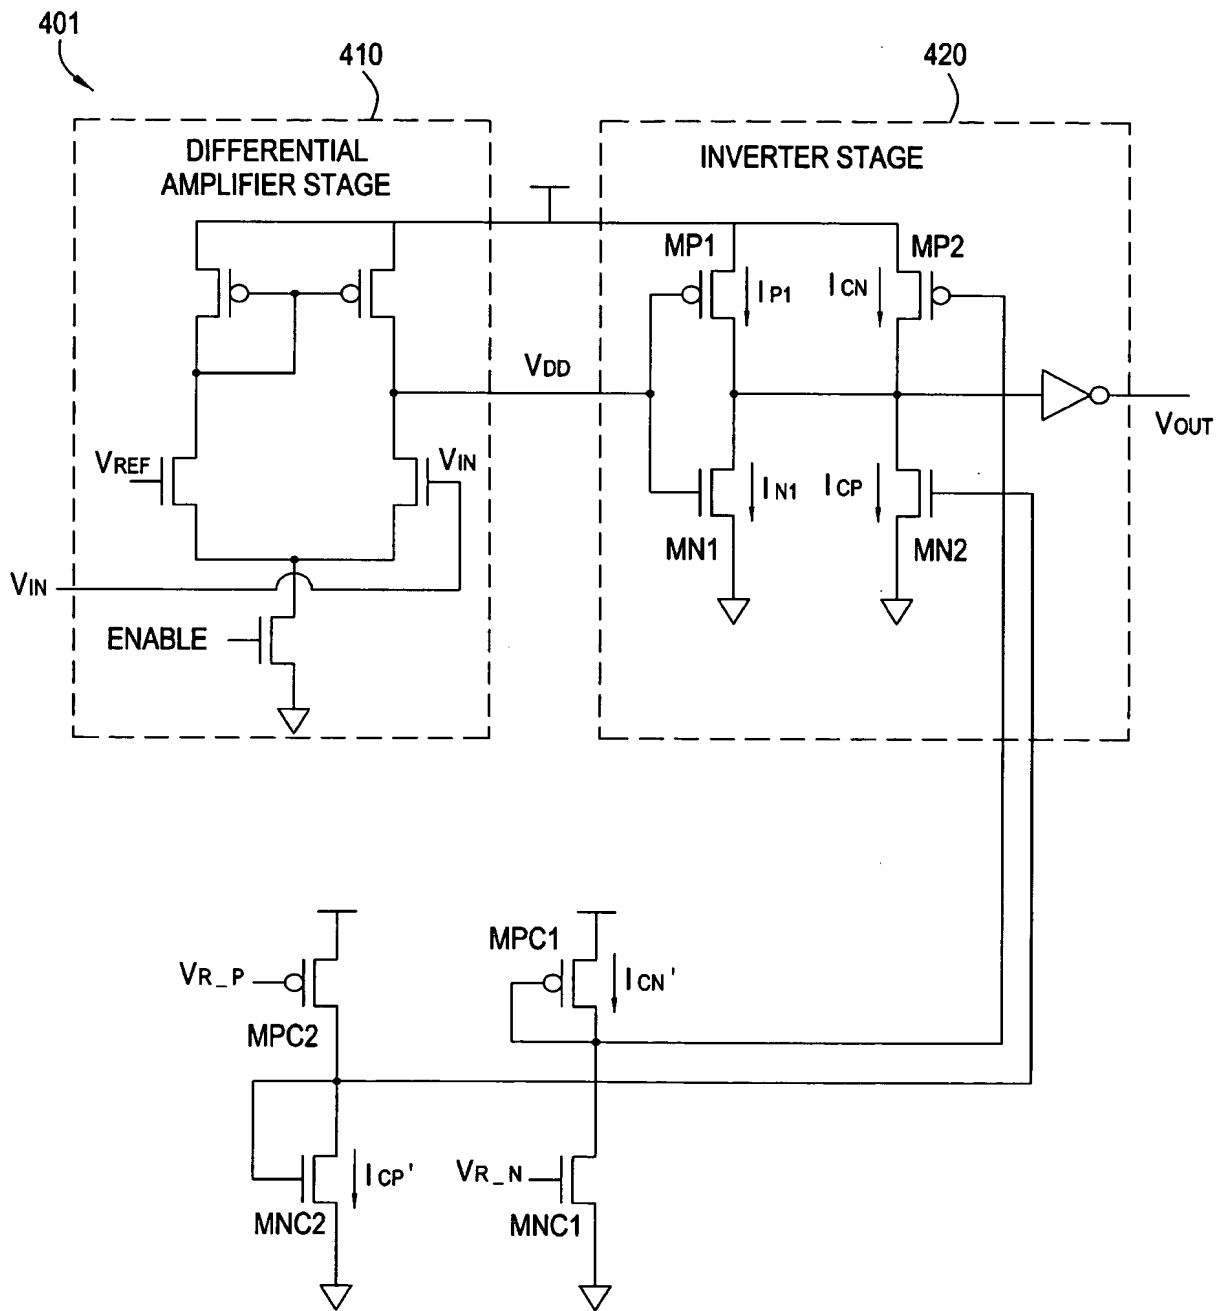 401
410
420
DIFFERENTIAL
AMPLIFIER STAGE
INVERTER STAGE
MP1
MP2
IP1
ICN
VDD
VOUT
VREF
VIN
IN1
ICP
MN1
MN2
VIN
ENABLE
MPC1
VR_P
ICN'
MPC2
ICP'
VR_N
MNC2
MNC1